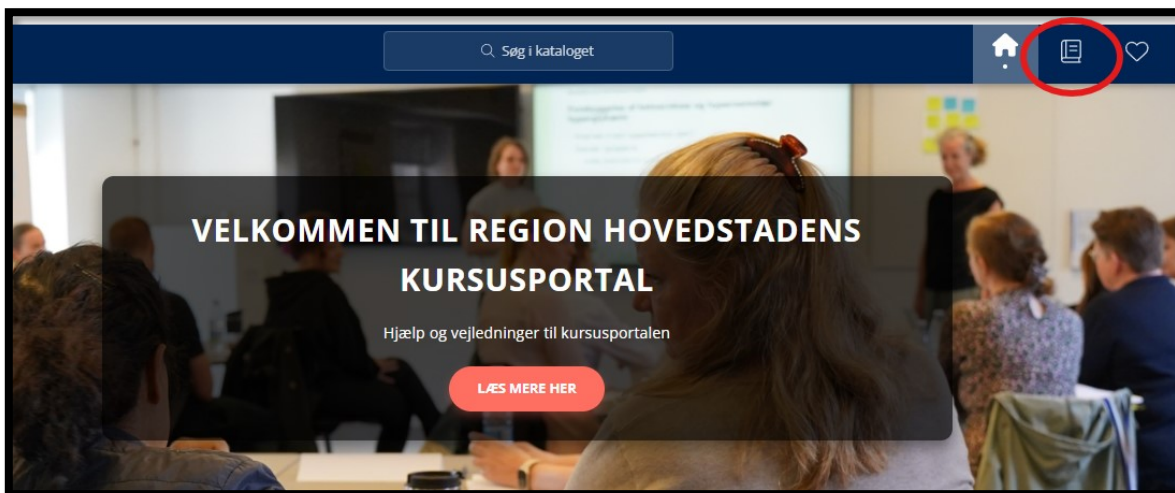 Søg i kataloget
VELKOMMEN TIL REGION HOVEDSTADENS
KURSUSPORTAL
Hjælp og vejledninger til kursusportalen
LÆS MERE HER